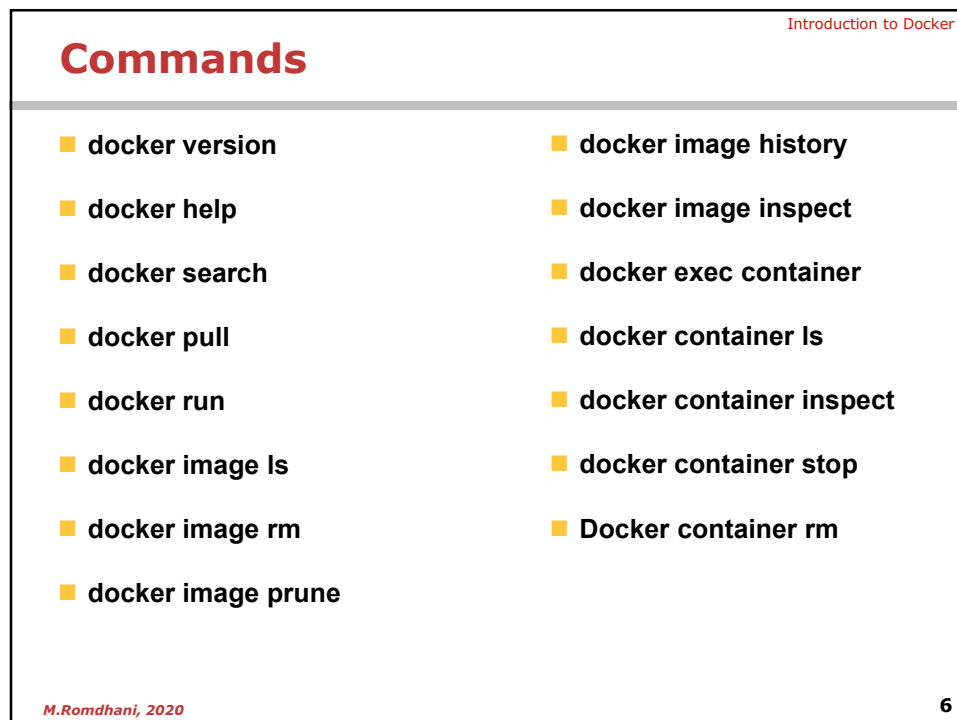 Introduction to Docker
Commands
docker version
docker help
docker search
docker pull
docker run
docker image ls
docker image rm
docker image prune
docker image history
docker image inspect
docker exec container
docker container ls
docker container inspect
docker container stop
Docker container rm
M.Romdhani, 2020
6